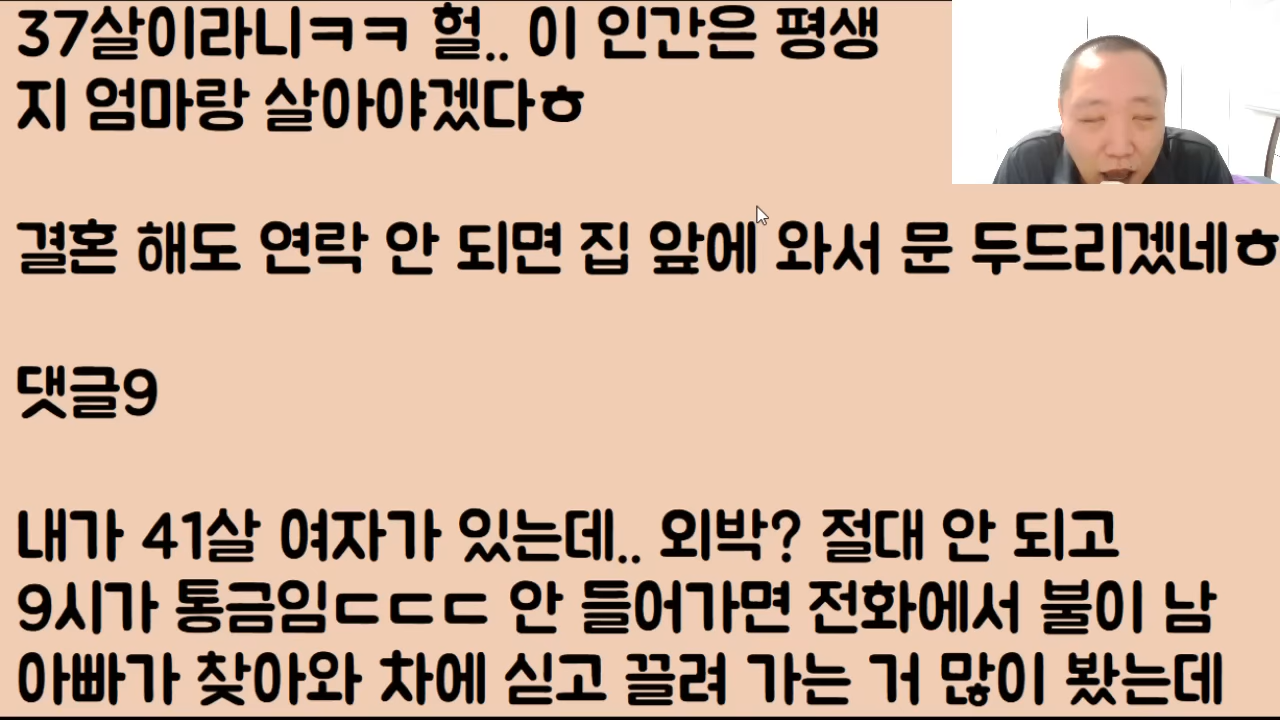 37살이라니ㅋㅋ 헐.. 이 인간은 평생
지 엄마랑 살아야겠다ㅎ
결혼 해도 연락 안 되면 집 앞에 와서 문 두드리겠네ㅎ
댓글9
내가 41살 여자가 있는데.. 외박? 절대 안 되고
9시가 통금임ㄷㄷㄷ 안 들어가면 전화에서 불이 남
아빠가 찾아와 차에 싣고 끌려 가는 거 많이 봤는데